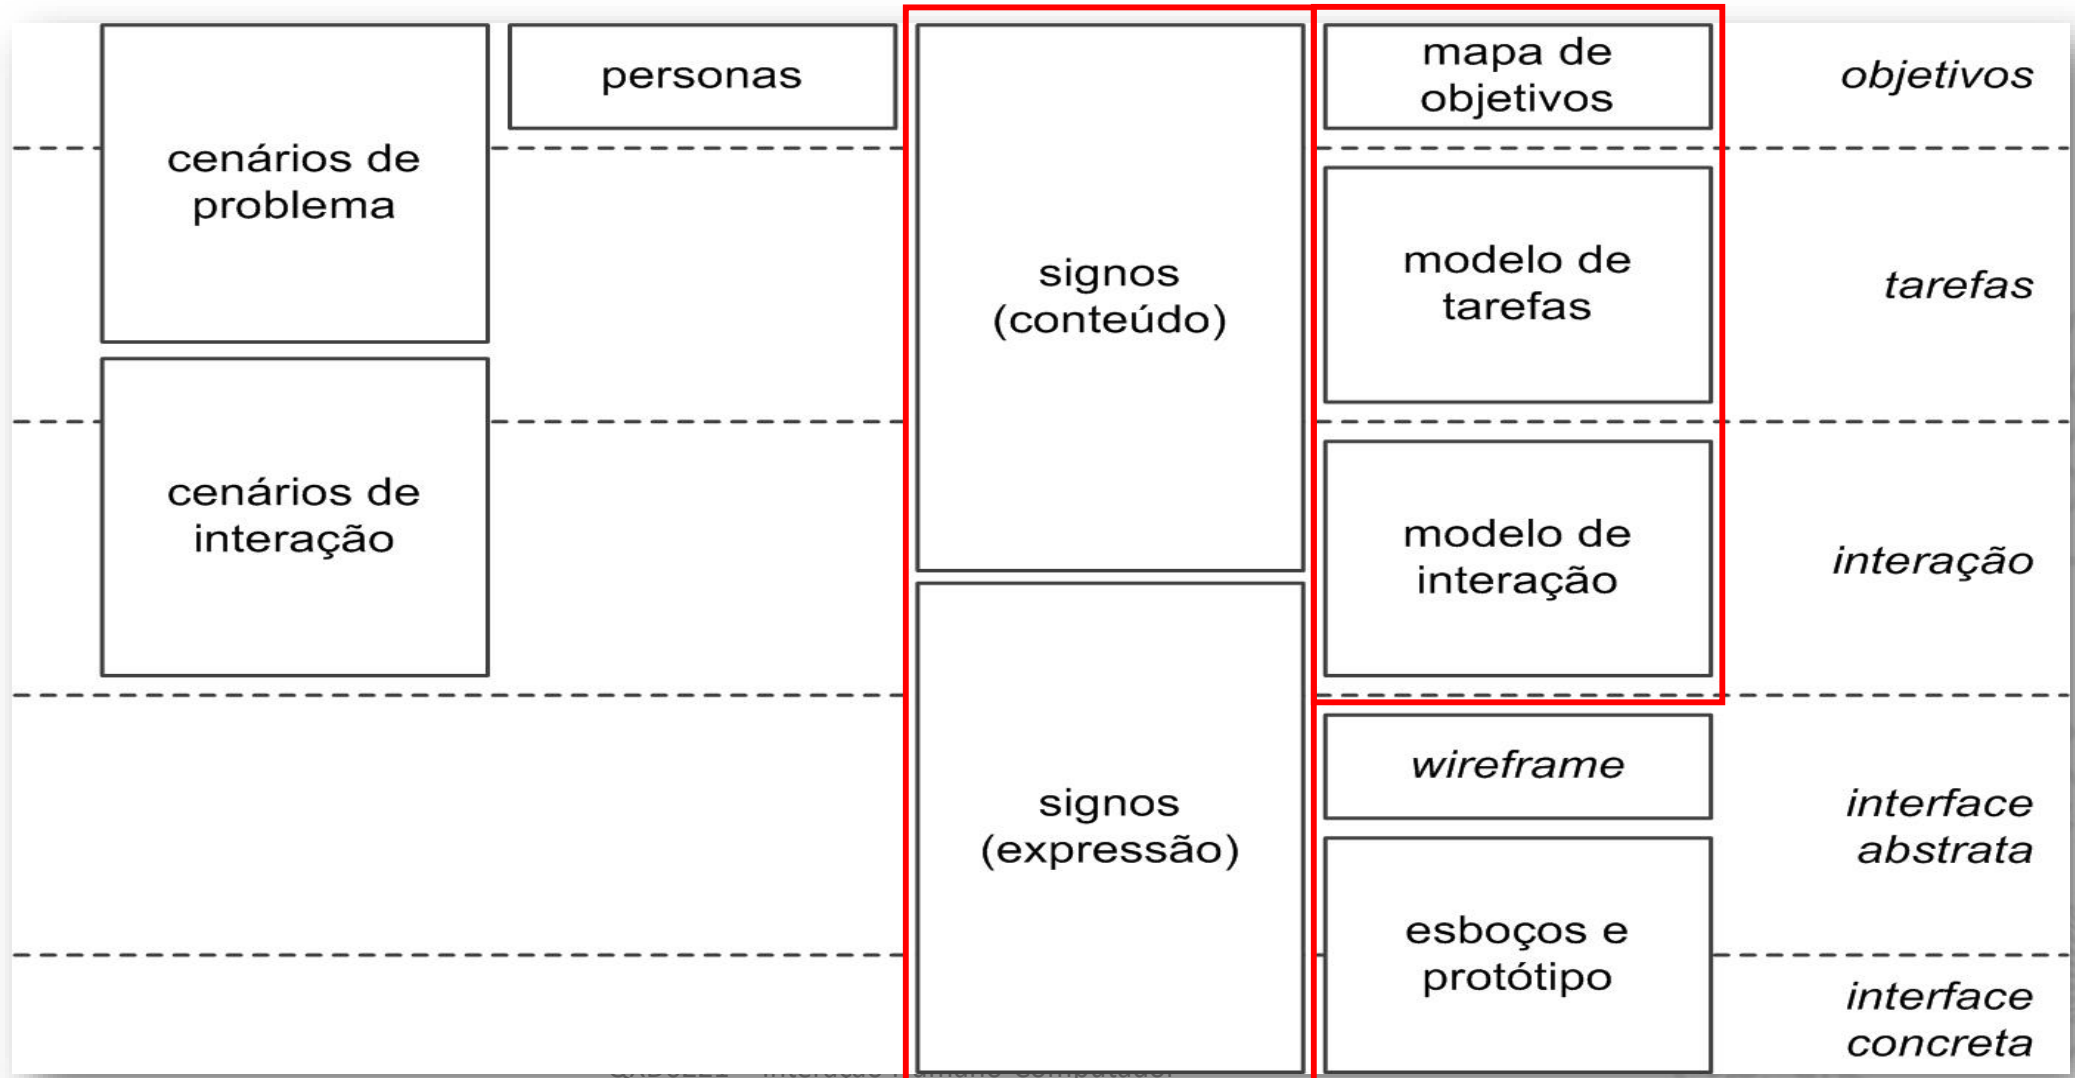 cenários de
problema
personas
signos
(conteúdo)
mapa de
objetivos
objetivos
modelo de
tarefas
tarefas
cenários de
interação
modelo de
interação
interação
signos
(expressão)
wireframe
interface
abstrata
esboços e
protótipo
interface
concreta